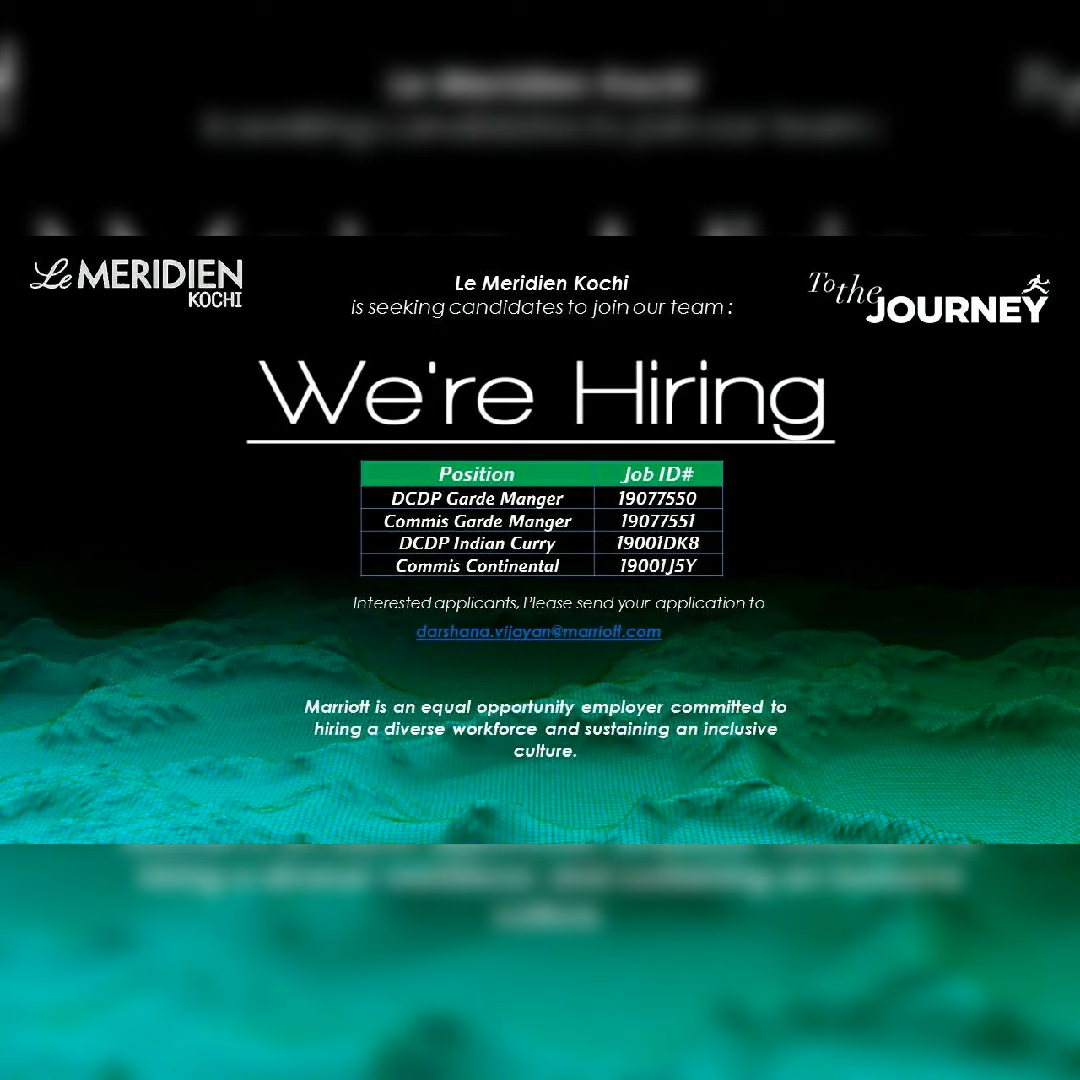 Le MERIDIEN
KOCHI
Le Meridien Kochi
is seeking candidates to join our team :
To the
JOURNEY
We're Hiring
Position Job ID#
DCDP Garde Manger 19077550
Commis Garde Manger 19077551
DCDP Indian Curry 19001DK8
Commis Continental 19001J5Y
Interested applicants, Please send your application to
darshana.vijayan@marriott.com
Marriott is an equal opportunity employer committed to
hiring a diverse workforce and sustaining an inclusive
culture.